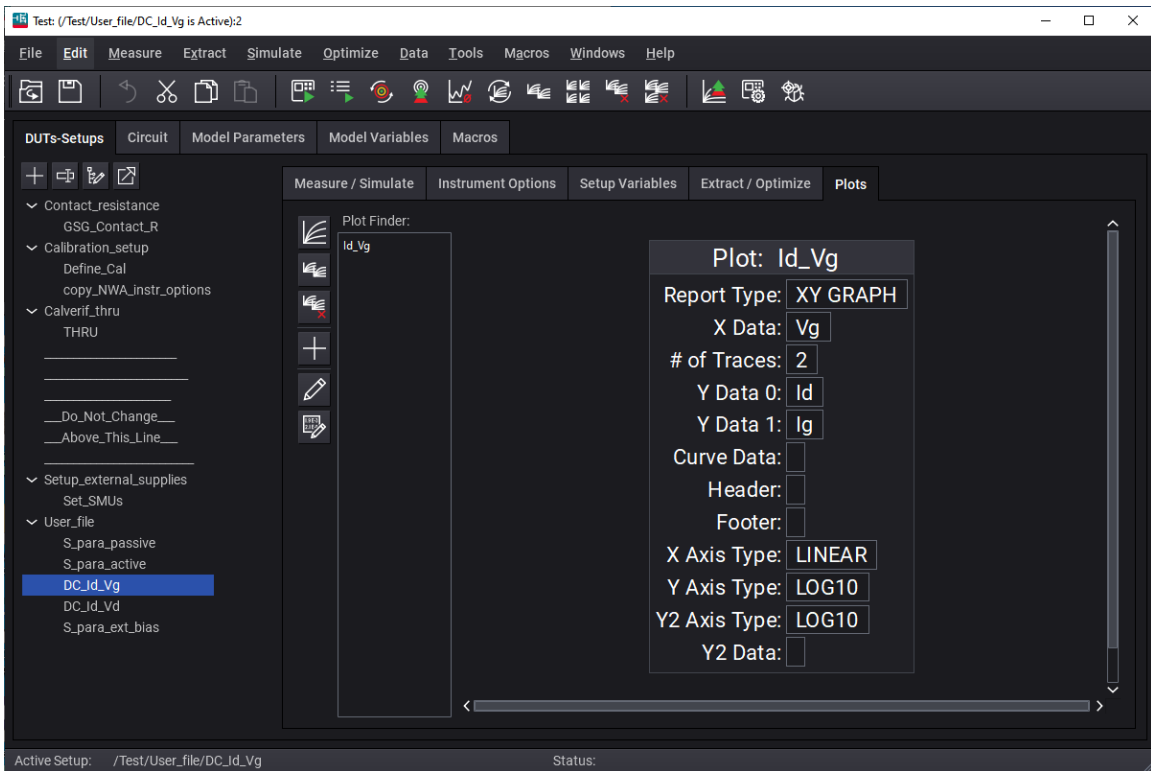 Test: (/Test/User_file/DC_Id_Vg is Active):2
File Edit Measure Extract Simulate Optimize Data Tools Macros Windows Help
DUTs-Setups Circuit Model Parameters Model Variables Macros
Contact_resistance
GSG_Contact_R
Calibration_setup
Define_Cal
copy_NWA_instr_options
Calverif_thru
THRU
___________________
_____________________
__________________
__Do_Not_Change__
__Above_This_Line__
______________________
Setup_external_supplies
Set_SMUs
User_file
S_para_passive
S_para_active
DC_Id_Vg
DC_Id_Vd
S_para_ext_bias
Measure / Simulate Instrument Options Setup Variables Extract / Optimize Plots
Plot Finder:
Id_Vg
Plot: Id_Vg
Report Type: XY GRAPH
X Data: Vg
# of Traces: 2
Y Data 0: Id
Y Data 1: Ig
Curve Data:
Header:
Footer:
X Axis Type: LINEAR
Y Axis Type: LOG10
Y2 Axis Type: LOG10
Y2 Data:
Active Setup: /Test/User_file/DC_Id_Vg Status: